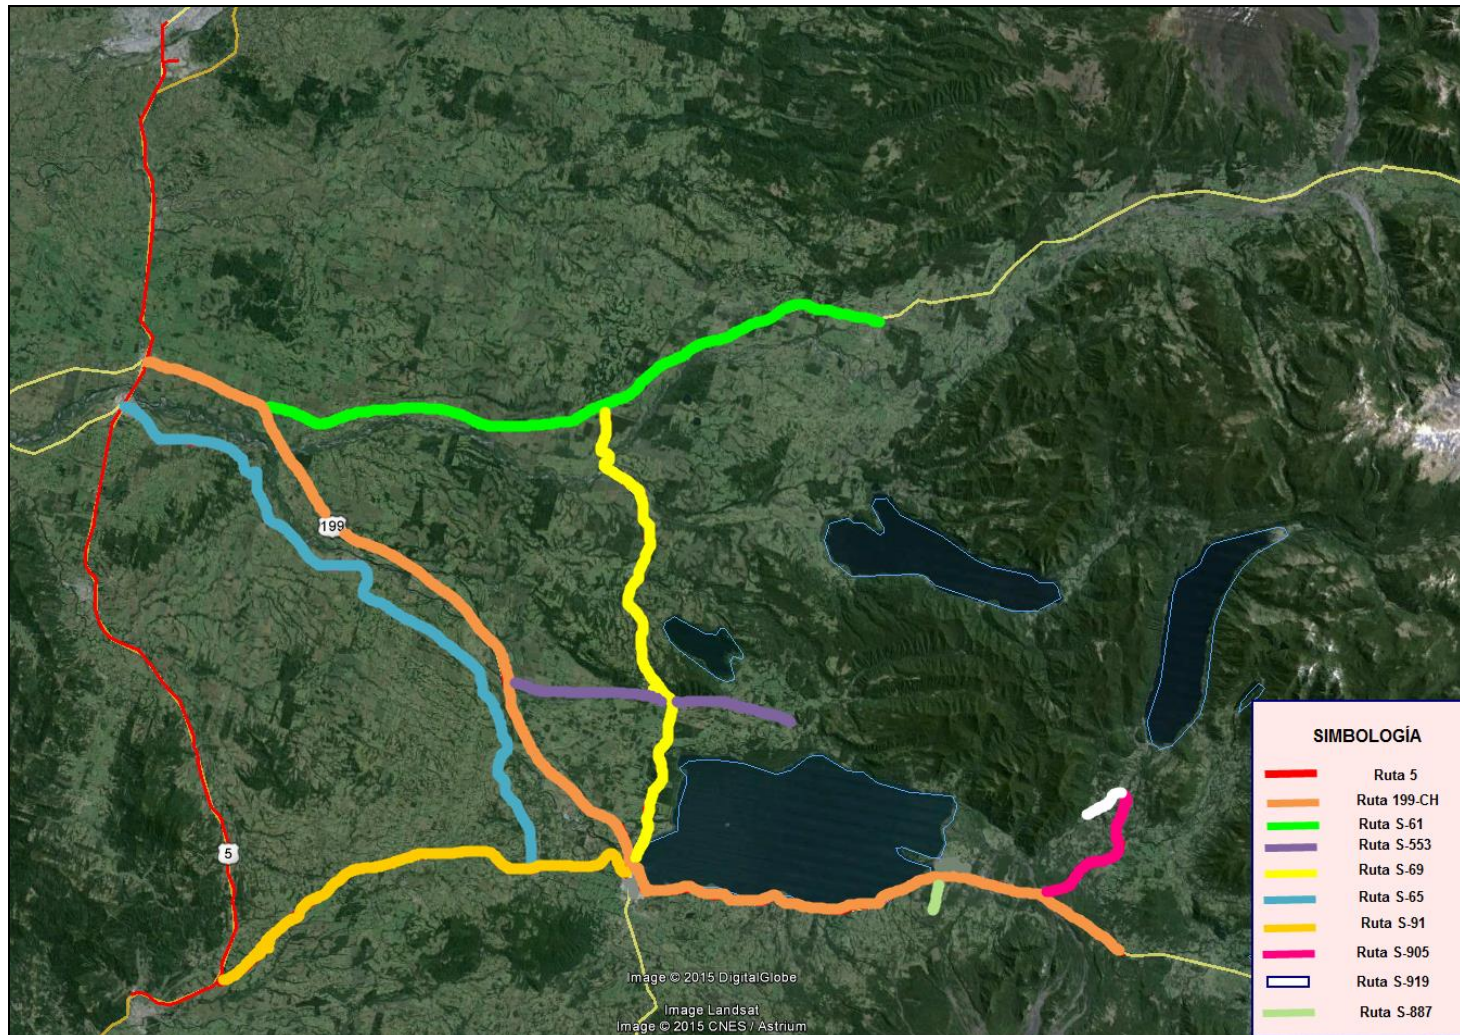 199
5
SIMBOLOGÍA
Ruta 5
Ruta 199-CH
Ruta S-61
Ruta S-553
Ruta S-69
Ruta S-65
Ruta S-91
Ruta S-905
Ruta S-919
Ruta S-887
Image © 2015 DigitalGlobe
Image Landsat
Image © 2015 CNES / Astrium